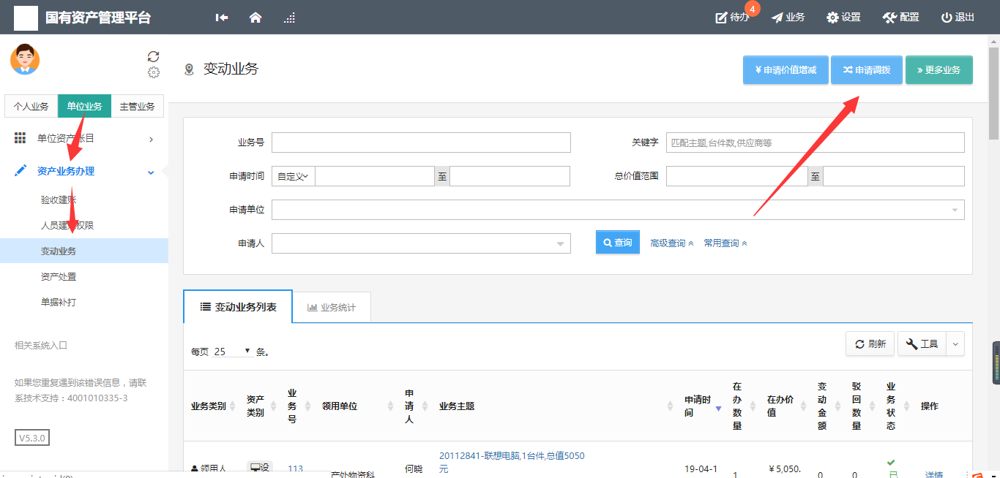 国有资产管理平台
待办
4
业务
设置
配置
退出
个人业务
单位业务
主管业务
单位资产账目
资产业务办理
验收建账
人员建 权限
变动业务
资产处置
单据补打
相关系统入口
如果您重复遇到该错误信息，请联
系技术支持：4001010335-3
V5.3.0
变动业务
¥ 申请价值增减
申请调拨
» 更多业务
业务号
关键字
匹配主题,台件数,供应商等
申请时间
自定义
至
总价值范围
至
申请单位
申请人
查询
高级查询
常用查询
变动业务列表
业务统计
每页 25 条。
刷新
工具
业务类别
资产
类别
业
务
号
领用单位
申
请
人
业务主题
申请时
间
在
办
数
量
在办价
值
变
动
金
额
驳
回
数
量
业
务
状
态
操作
领用人
设
113
产外物资科
何晓
20112841-联想电脑,1台件,总值5050
元
19-04-1
1
¥ 5,050.
0
0
已
详情